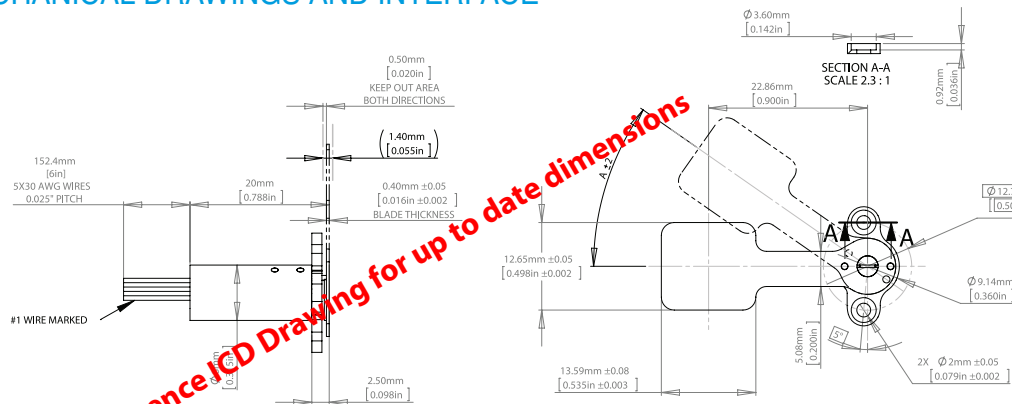 CHANICAL DRAWINGS AND INTERFACE
Ø3.60mm
[0.142in]
SECTION A-A
SCALE 2.3 : 1
0.92mm
[0.036in]
0.50mm
[0.020in]
KEEP OUT AREA
BOTH DIRECTIONS
22.86mm
[0.900in]
(1.40mm
0.055in)
152.4mm
[6in]
5X30 AWG WIRES
0.025" PITCH
20mm
[0.788in]
0.40mm ±0.05
[0.016in ±0.002]
BLADE THICKNESS
A ±2
ence ICD Drawing for up to date dimensions
A
A
12.65mm ±0.05
[0.498in ±0.002]
Ø9.14mm
[0.360in]
#1 WIRE MARKED
5.08mm
[0.200in]
5°
2X Ø2mm ±0.05
[0.079in ±0.002]
13.59mm ±0.08
[0.535in ±0.003]
2.50mm
[0.098in]